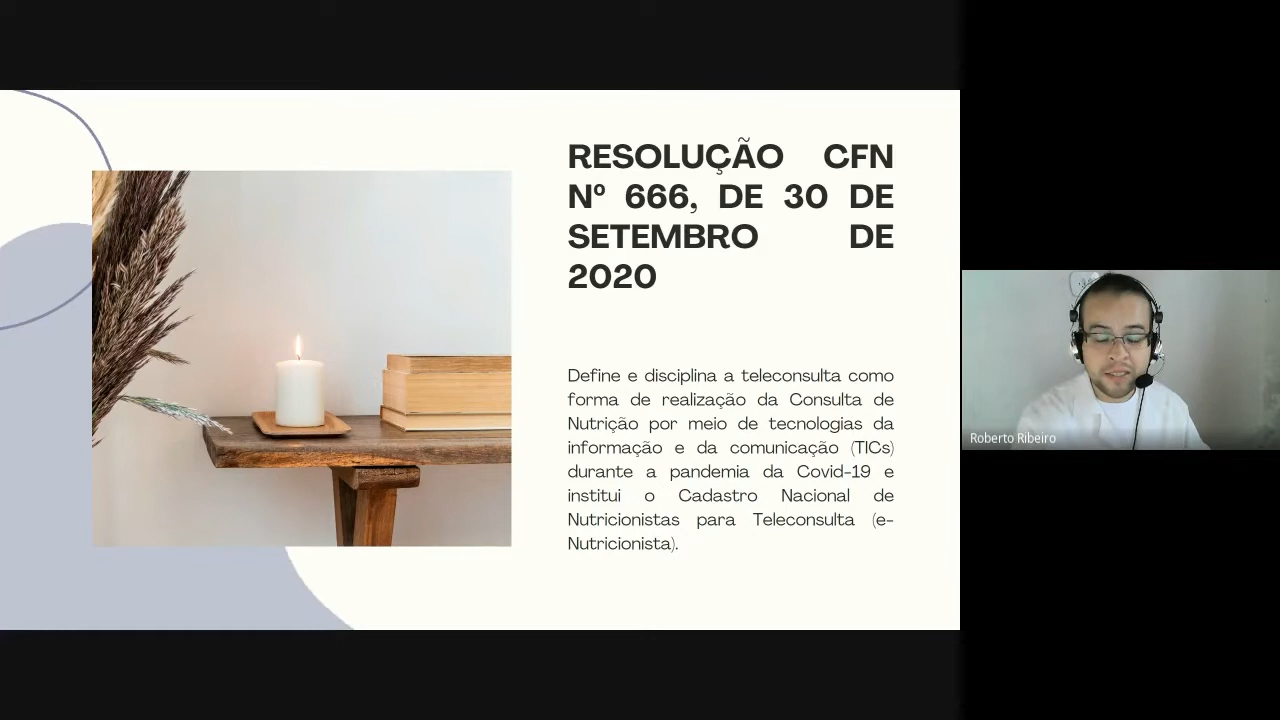 RESOLUÇÃO CFN
Nº 666, DE 30 DE
SETEMBRO DE
2020
Define e disciplina a teleconsulta como
forma de realização da Consulta de
Nutrição por meio de tecnologias da
informação e da comunicação (TICs)
durante a pandemia da Covid-19 e
institui o Cadastro Nacional de
Nutricionistas para Teleconsulta (e-
Nutricionista).
Roberto Ribeiro